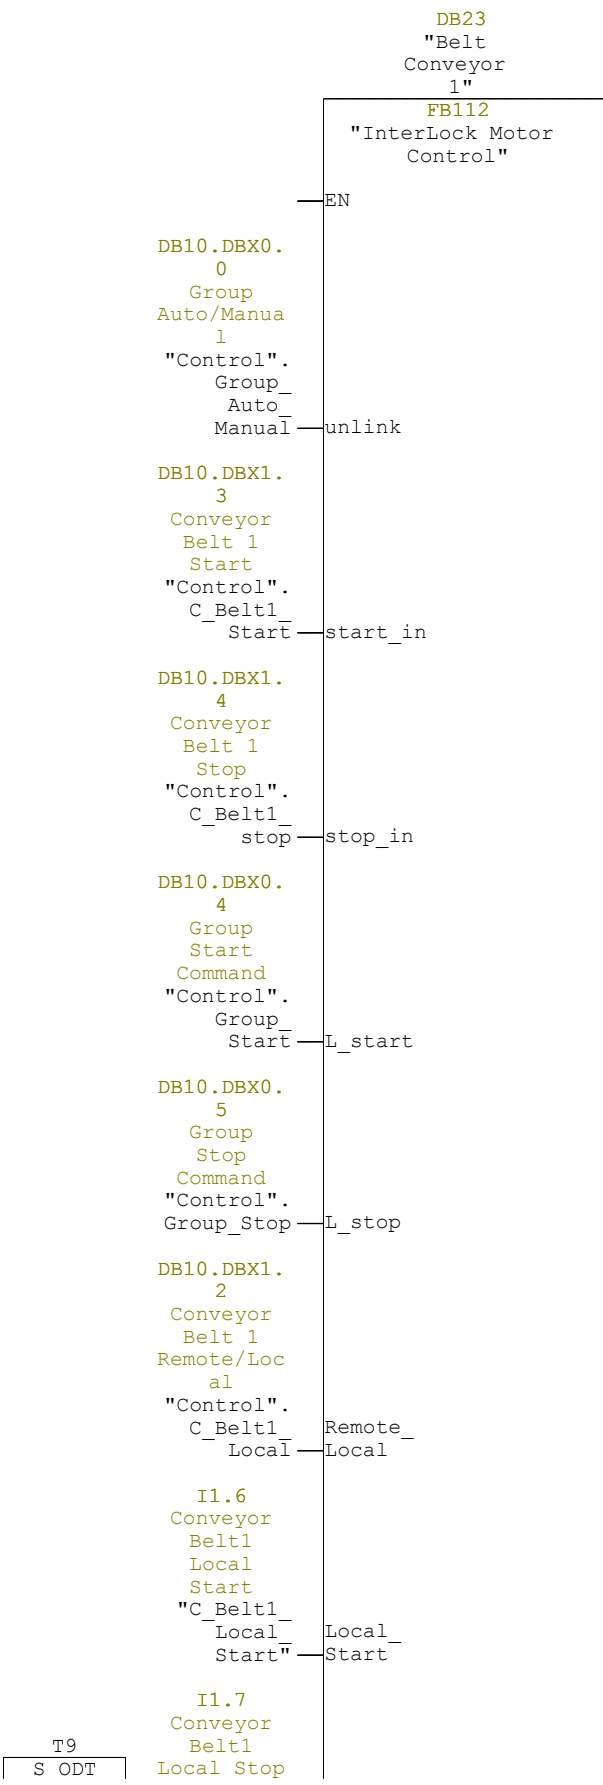 DB23
"Belt
Conveyor
1"
FB112
"InterLock Motor
Control"
EN
DB10.DBX0.
0
Group
Auto/Manua
l
"Control".
Group_
Auto_
Manual unlink
DB10.DBX1.
3
Conveyor
Belt 1
Start
"Control".
C_Belt1_
Start start_in
DB10.DBX1.
4
Conveyor
Belt 1
Stop
"Control".
C_Belt1_
stop stop_in
DB10.DBX0.
4
Group
Start
Command
"Control".
Group_
Start L_start
DB10.DBX0.
5
Group
Stop
Command
"Control".
Group_Stop L_stop
DB10.DBX1.
2
Conveyor
Belt 1
Remote/Loc
al
"Control".
C_Belt1_ Remote_
Local Local
I1.6
Conveyor
Belt1
Local
Start
"C_Belt1_
Local_ Local_
Start" Start
I1.7
Conveyor
T9 Belt1
S_ODT Local Stop